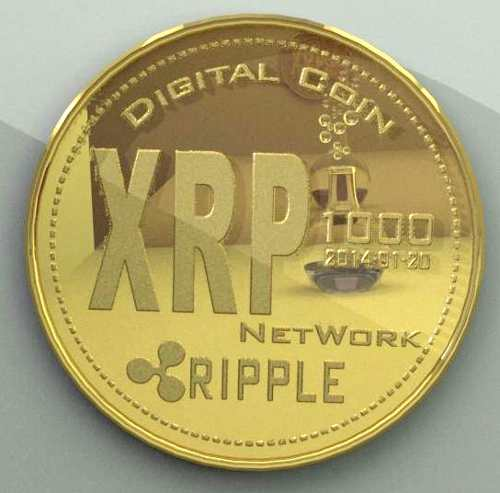 DIGITAL COIN
XRP
1000
2014-01-20
NETWORK
RIPPLE